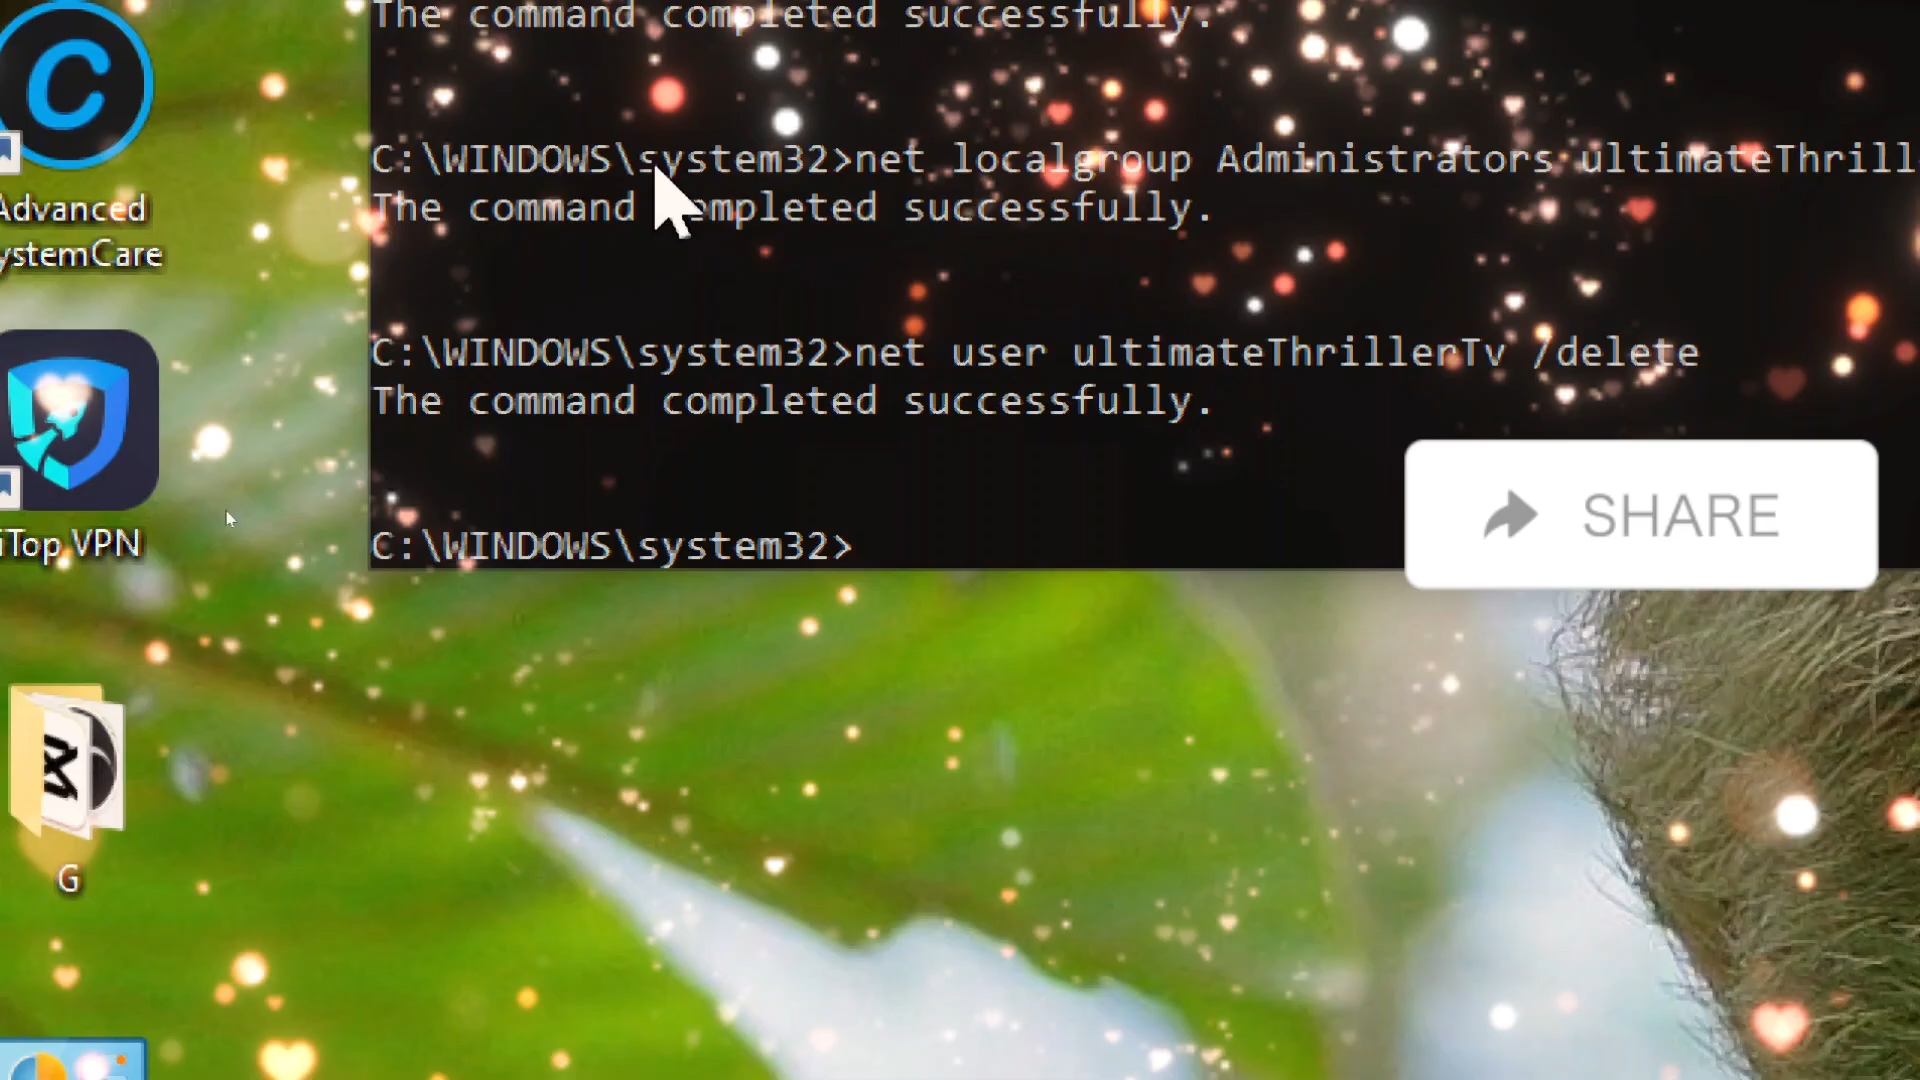 The command completed successfully.
C:\WINDOWS\system32>net localgroup Administrators ultimateThrill
The command completed successfully.
C:\WINDOWS\system32>net user ultimateThrillerTv /delete
The command completed successfully.
C:\WINDOWS\system32>
SHARE
Advanced
ystemCare
iTop VPN
G